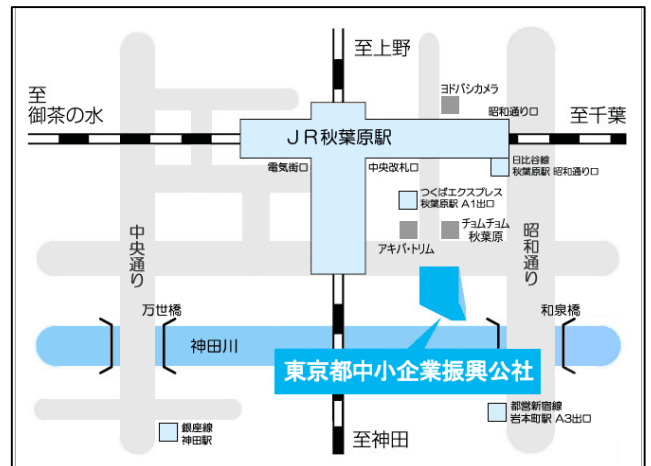 至上野
ヨドバシカメラ
至
御茶の水
昭和通り口
至千葉
JR秋葉原駅
電気街口
中央改札口
日比谷線
秋葉原駅 昭和通り口
つくばエクスプレス
秋葉原駅 A1出口
チョムチョム
秋葉原
アキバ・トリム
中央通り
昭和通り
万世橋
和泉橋
神田川
東京都中小企業振興公社
銀座線
神田駅
至神田
都営新宿線
岩本町駅 A3出口